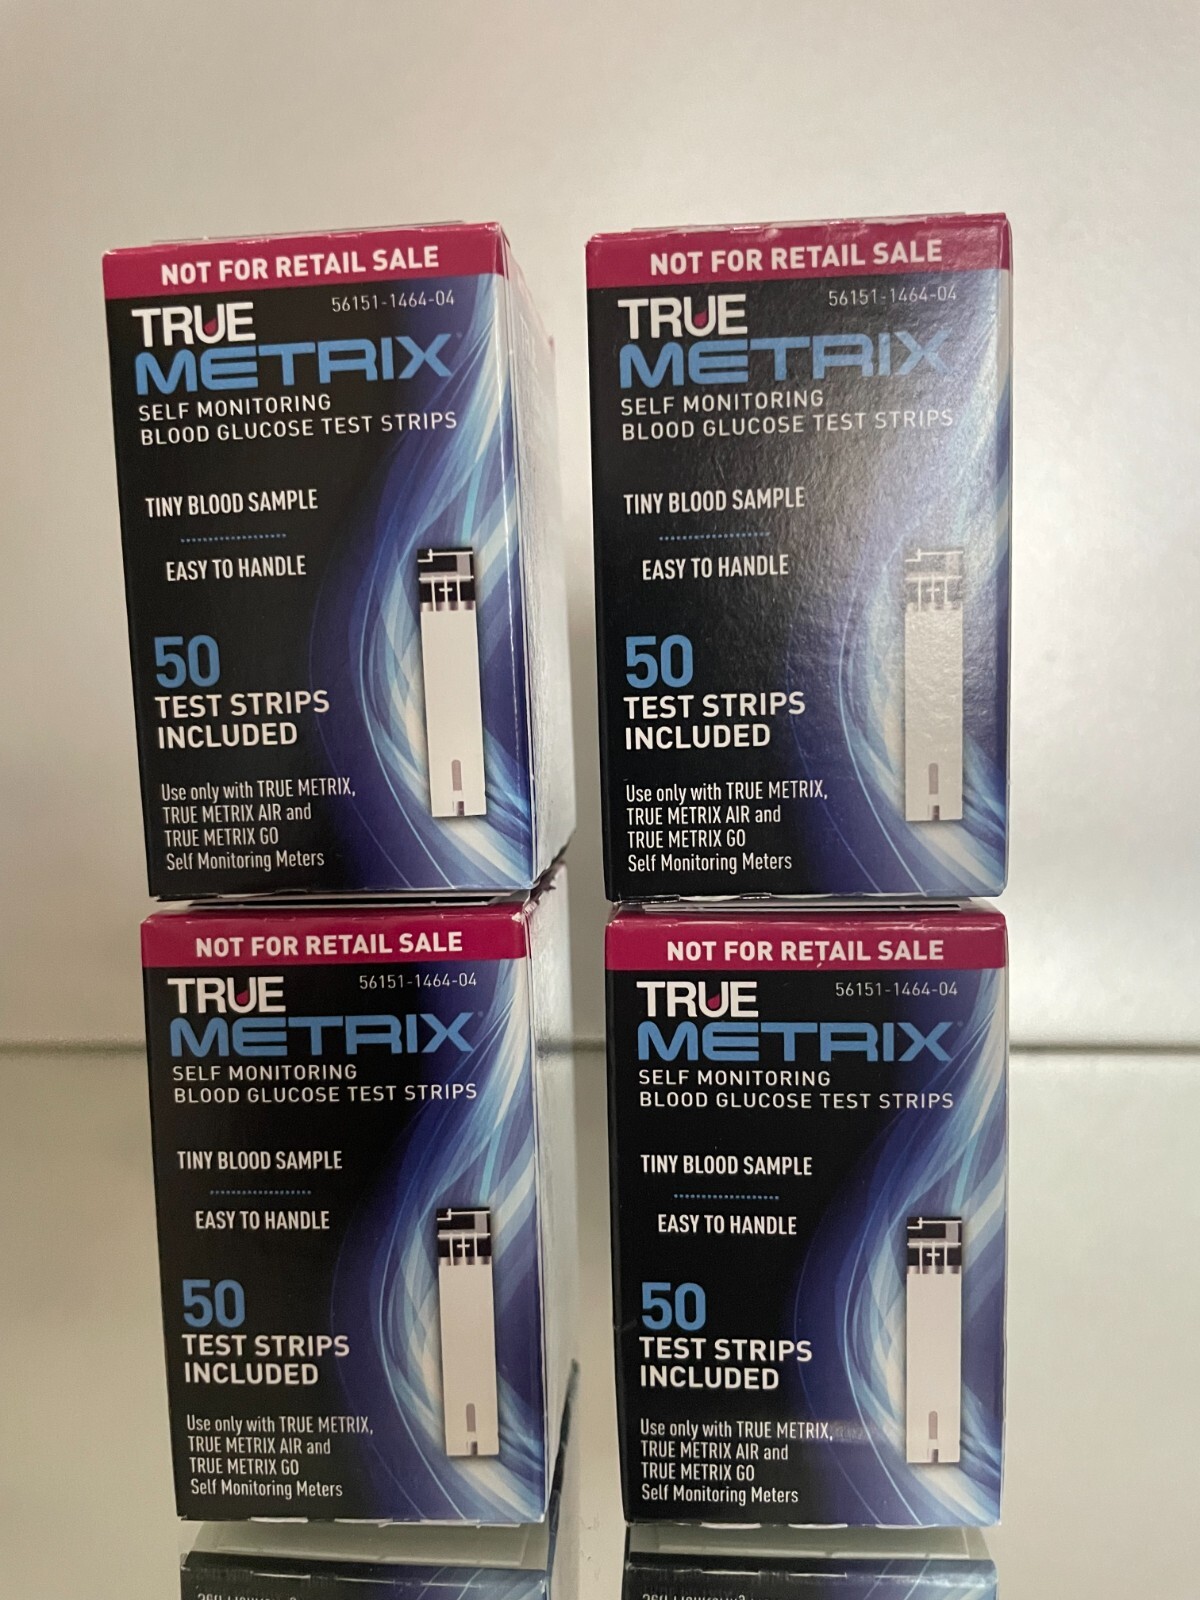 NOT FOR RETAIL SALE
56151-1464-04
TRUE
METRIX
SELF MONITORING
BLOOD GLUCOSE TEST STRIPS
TINY BLOOD SAMPLE
EASY TO HANDLE
50
TEST STRIPS
INCLUDED
Use only with TRUE METRIX,
TRUE METRIX AIR and
TRUE METRIX GO
Self Monitoring Meters
NOT FOR RETAIL SALE
56151-1464-04
TRUE
METRIX
SELF MONITORING
BLOOD GLUCOSE TEST STRIPS
TINY BLOOD SAMPLE
EASY TO HANDLE
50
TEST STRIPS
INCLUDED
Use only with TRUE METRIX,
TRUE METRIX AIR and
TRUE METRIX GO
Self Monitoring Meters
NOT FOR RETAIL SALE
56151-1464-04
TRUE
METRIX
SELF MONITORING
BLOOD GLUCOSE TEST STRIPS
TINY BLOOD SAMPLE
EASY TO HANDLE
50
TEST STRIPS
INCLUDED
Use only with TRUE METRIX,
TRUE METRIX AIR and
TRUE METRIX GO
Self Monitoring Meters
NOT FOR RETAIL SALE
56151-1464-04
TRUE
METRIX
SELF MONITORING
BLOOD GLUCOSE TEST STRIPS
TINY BLOOD SAMPLE
EASY TO HANDLE
50
TEST STRIPS
INCLUDED
Use only with TRUE METRIX,
TRUE METRIX AIR and
TRUE METRIX GO
Self Monitoring Meters